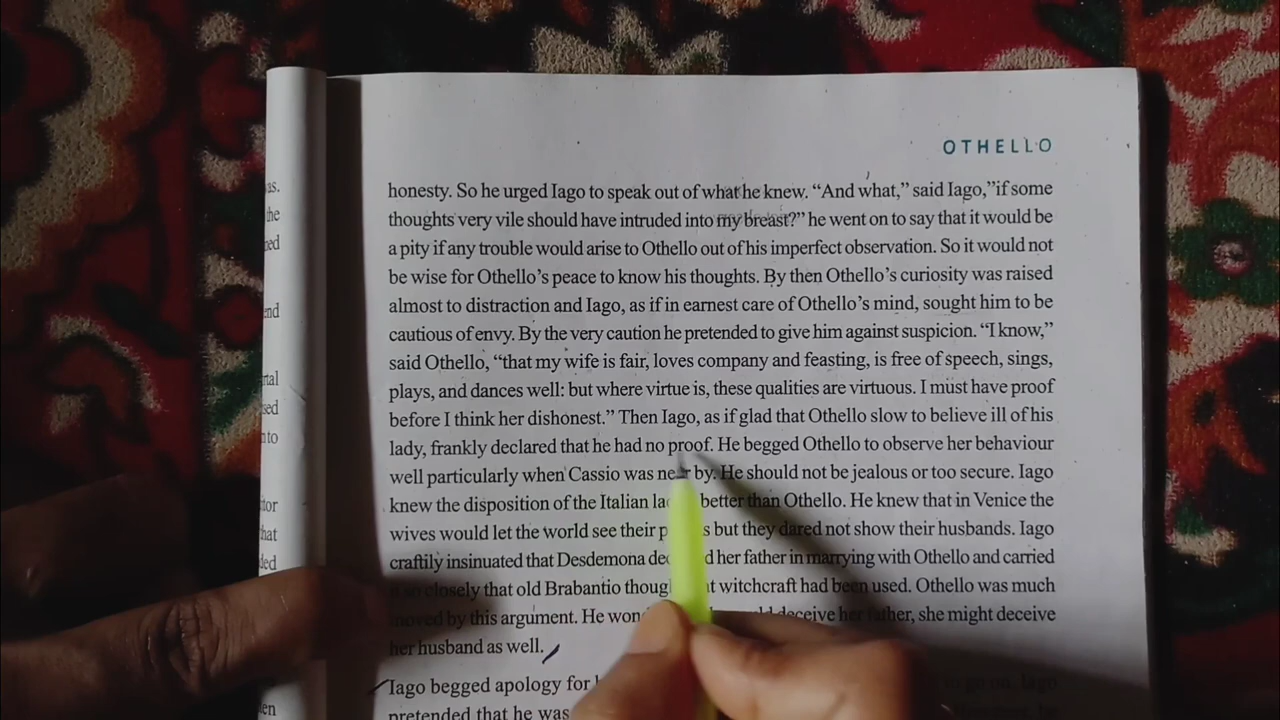 as.
the
ned
end
rtal
sed
nto
tor
that
ded
en
OTHELLO
honesty. So he urged Iago to speak out of what he knew. “And what,” said Iago,”if some
thoughts very vile should have intruded into my breast?” he went on to say that it would be
a pity if any trouble would arise to Othello out of his imperfect observation. So it would not
be wise for Othello’s peace to know his thoughts. By then Othello’s curiosity was raised
almost to distraction and Iago, as if in earnest care of Othello’s mind, sought him to be
cautious of envy. By the very caution he pretended to give him against suspicion. “I know,”
said Othello, “that my wife is fair, loves company and feasting, is free of speech, sings,
plays, and dances well: but where virtue is, these qualities are virtuous. I must have proof
before I think her dishonest.” Then Iago, as if glad that Othello slow to believe ill of his
lady, frankly declared that he had no proof. He begged Othello to observe her behaviour
well particularly when Cassio was near by. He should not be jealous or too secure. Iago
knew the disposition of the Italian better than Othello. He knew that in Venice the
wives would let the world see their but they dared not show their husbands. Iago
craftily insinuated that Desdemona her father in marrying with Othello and carried
it so closely that old Brabantio witchcraft had been used. Othello was much
moved by this argument. He deceive her father, she might deceive
her husband as well.
Iago begged apology for
pretended that he was